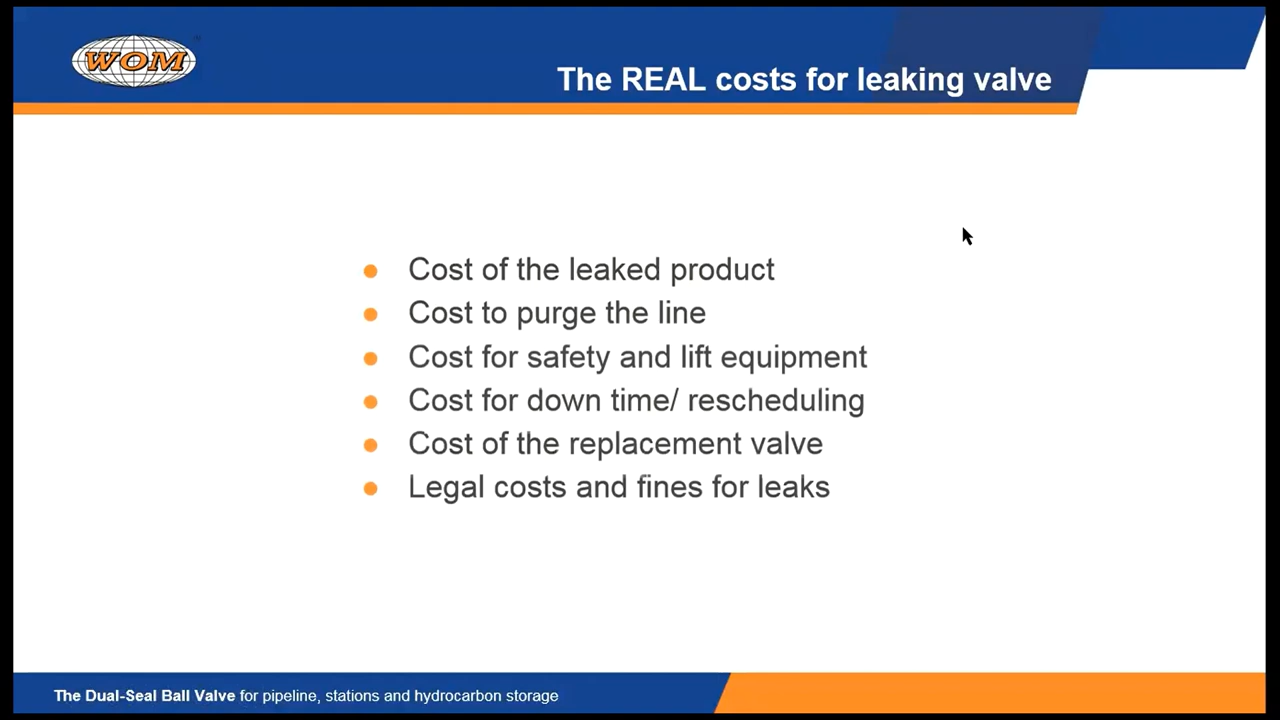 WOM
The REAL costs for leaking valve
Cost of the leaked product
Cost to purge the line
Cost for safety and lift equipment
Cost for down time/ rescheduling
Cost of the replacement valve
Legal costs and fines for leaks
The Dual-Seal Ball Valve for pipeline, stations and hydrocarbon storage